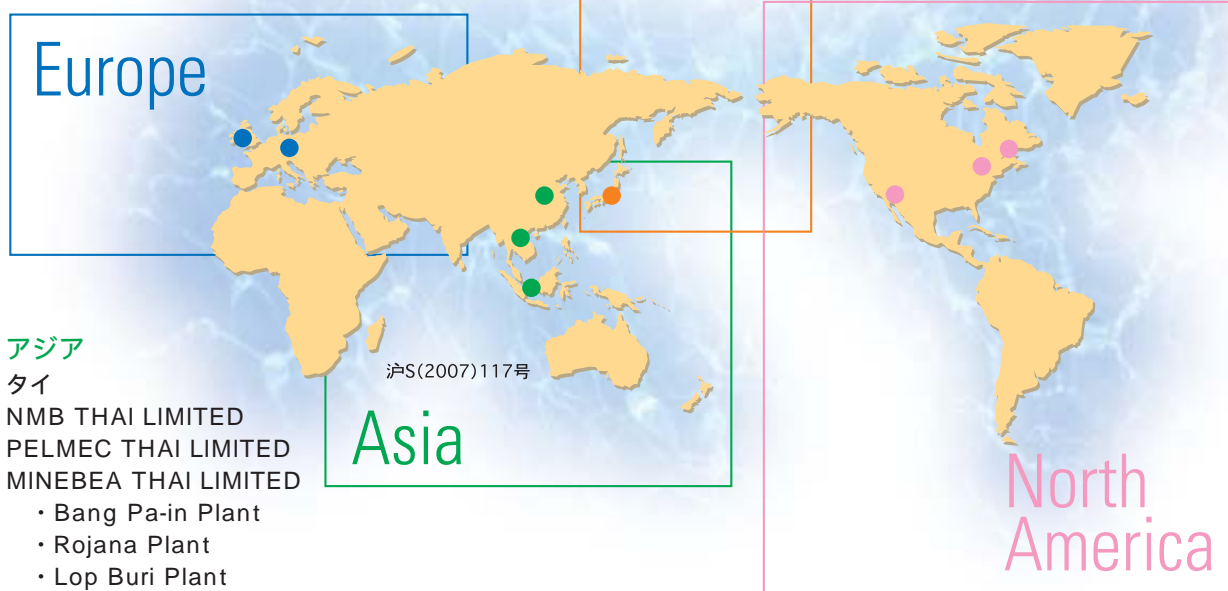 Europe
アジア
タイ
NMB THAI LIMITED
PELMEC THAI LIMITED
MINEBEA THAI LIMITED
・Bang Pa-in Plant
・Rojana Plant
・Lop Buri Plant
沪S(2007)117号
Asia
North
America